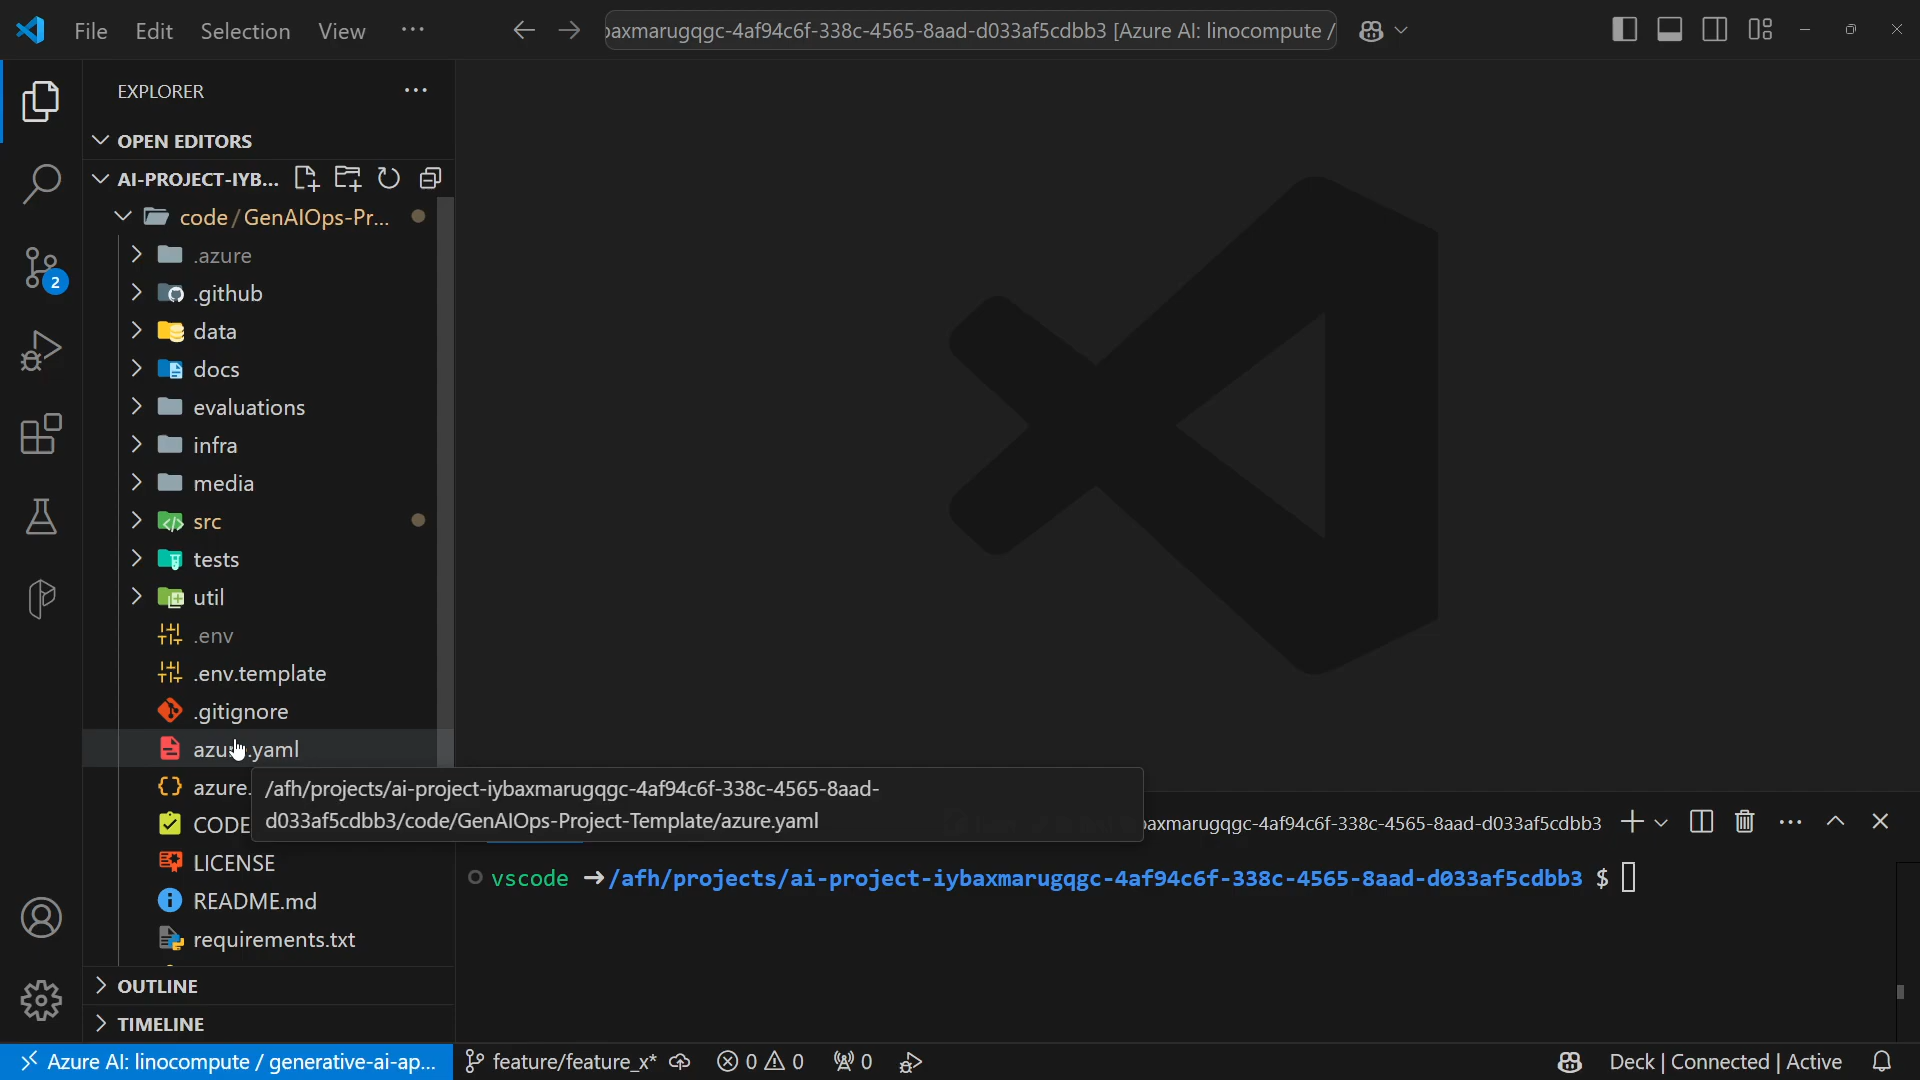 File Edit Selection View ···
baxmarugqgc-4af94c6f-338c-4565-8aad-d033af5cdbb3 [Azure AI: linocompute /
EXPLORER
OPEN EDITORS
AI-PROJECT-IYB...
code / GenAIOps-Pr...
.azure
.github
data
docs
evaluations
infra
media
src
tests
util
.env
.env.template
.gitignore
azure.yaml
azure.
/afh/projects/ai-project-iybaxmarugqgc-4af94c6f-338c-4565-8aad-
d033af5cdbb3/code/GenAIOps-Project-Template/azure.yaml
CODE
LICENSE
README.md
requirements.txt
OUTLINE
TIMELINE
2
baxmarugqgc-4af94c6f-338c-4565-8aad-d033af5cdbb3
vscode ➜ /afh/projects/ai-project-iybaxmarugqgc-4af94c6f-338c-4565-8aad-d033af5cdbb3 $
Azure AI: linocompute / generative-ai-ap... feature/feature_x* 0 0 0 Deck | Connected | Active